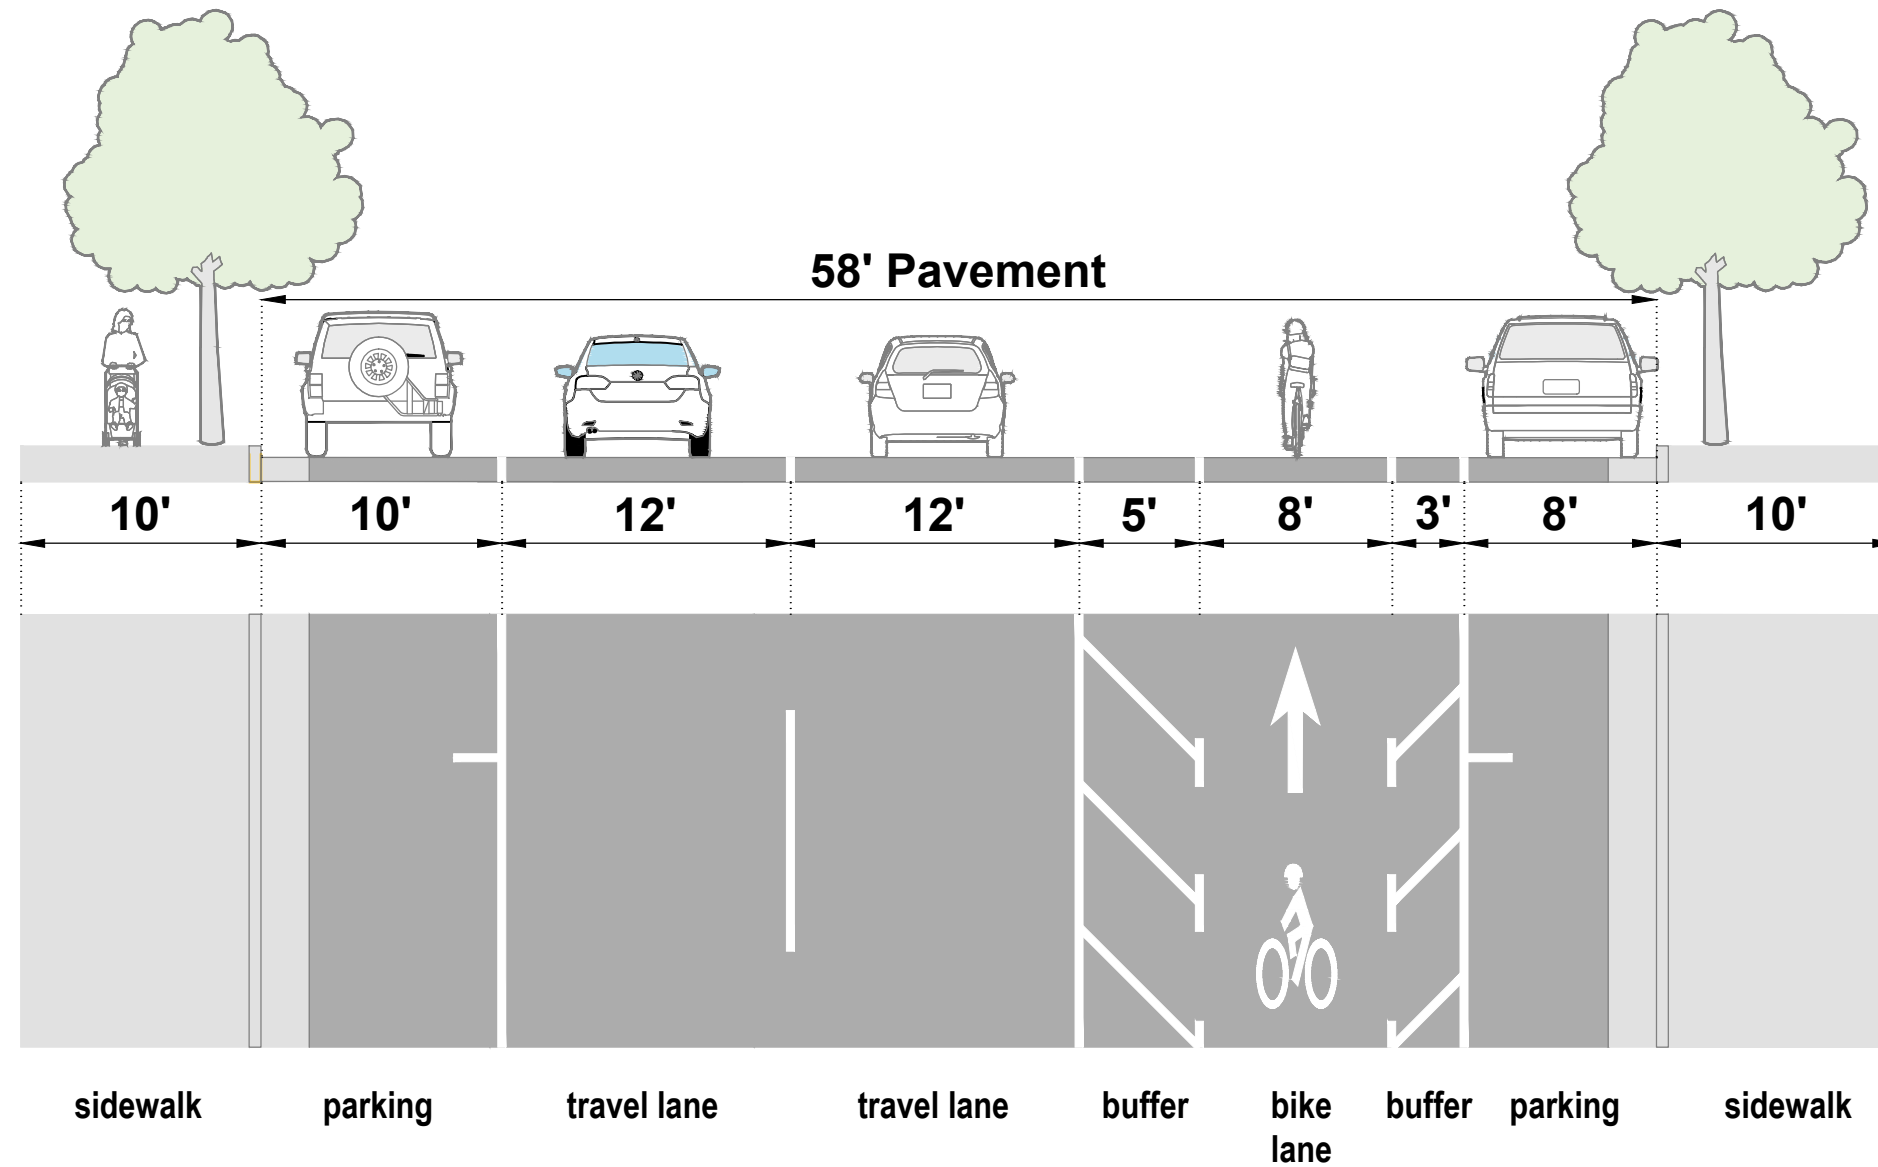 58' Pavement
10' 10' 12' 12' 5' 8' 3' 8' 10'
sidewalk parking travel lane travel lane buffer bike buffer parking sidewalk
lane